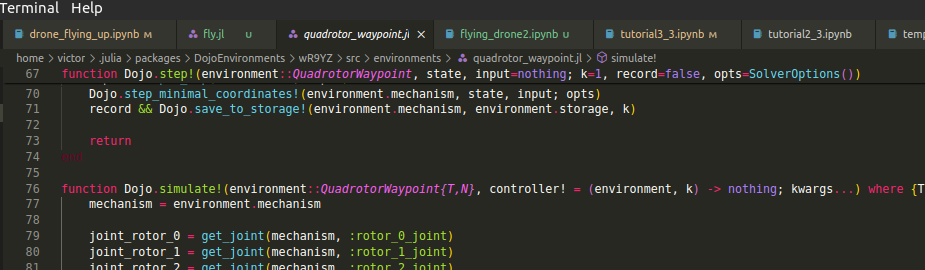 Terminal Help
drone_flying_up.ipynb M fly.jl quadrotor_waypoint.jl × flying_drone2.ipynb U tutorial3_3.ipynb M tutorial2_3.ipynb
home > victor > .julia > packages > DojoEnvironments > wR9YZ > src > environments > quadrotor_waypoint.jl > simulate!
67 function Dojo.step!(environment::QuadrotorWaypoint, state, input=nothing; k=1, record=false, opts=SolverOptions())
70 Dojo.step_minimal_coordinates!(environment.mechanism, state, input; opts)
71 record && Dojo.save_to_storage!(environment.mechanism, environment.storage, k)
72
73 return
74 end
75
76 function Dojo.simulate!(environment::QuadrotorWaypoint{T,N}, controller! = (environment, k) -> nothing; kwargs...) where {T
77 mechanism = environment.mechanism
78
79 joint_rotor_0 = get_joint(mechanism, :rotor_0_joint)
80 joint_rotor_1 = get_joint(mechanism, :rotor_1_joint)
81 joint_rotor_2 = get_joint(mechanism, :rotor_2_joint)